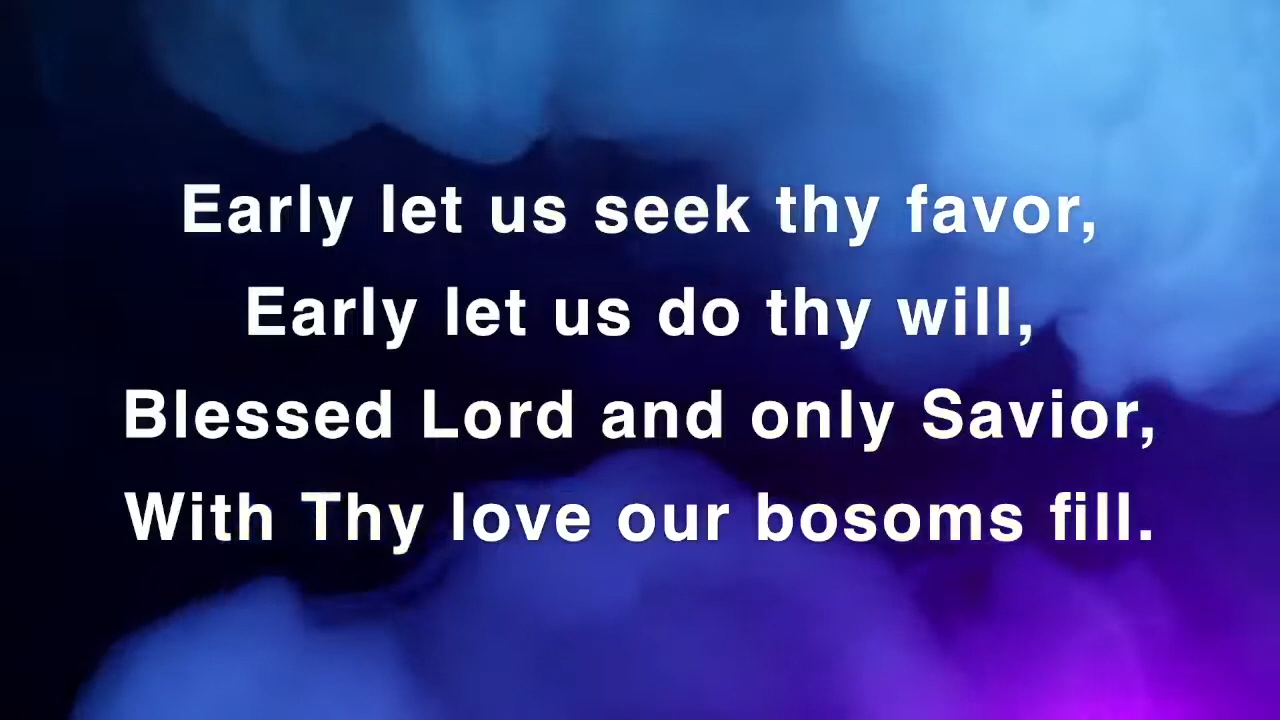 Early let us seek thy favor,
Early let us do thy will,
Blessed Lord and only Savior,
With Thy love our bosoms fill.